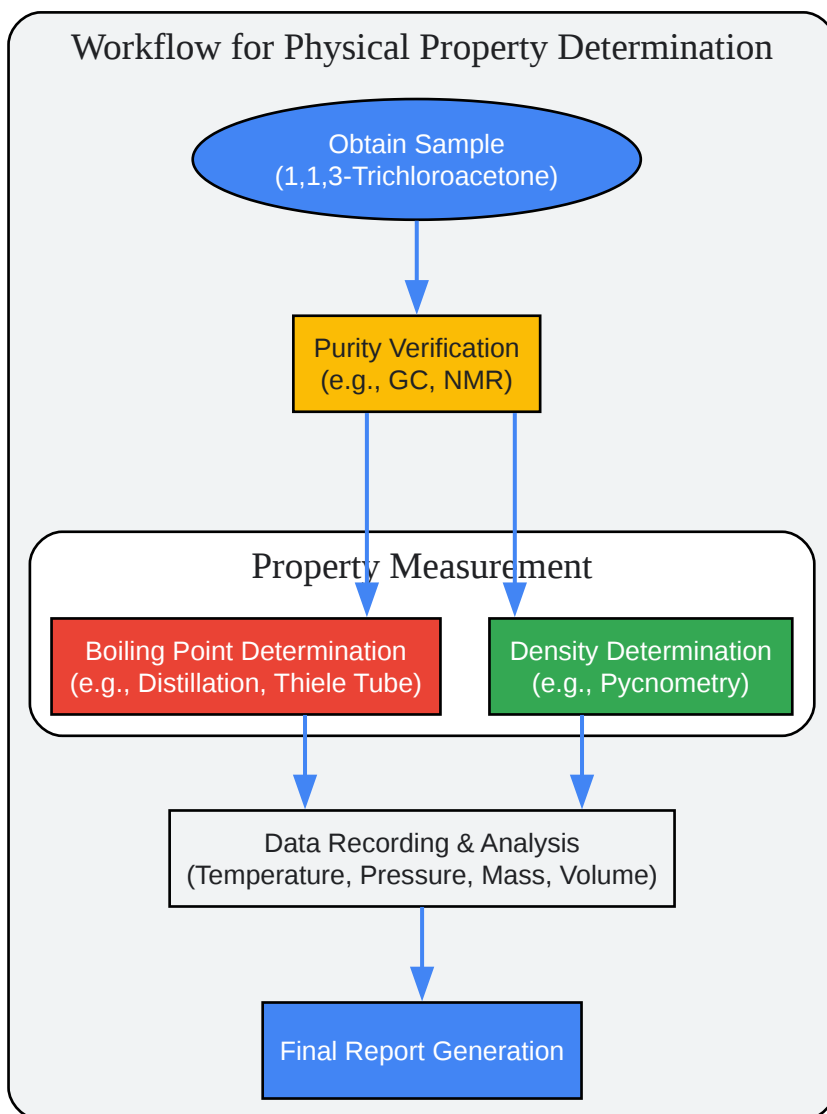 Workflow for Physical Property Determination
Obtain Sample
(1,1,3-Trichloroacetone)
Purity Verification
(e.g., GC, NMR)
Property Measurement
Boiling Point Determination
(e.g., Distillation, Thiele Tube)
Density Determination
(e.g., Pycnometry)
Data Recording & Analysis
(Temperature, Pressure, Mass, Volume)
Final Report Generation